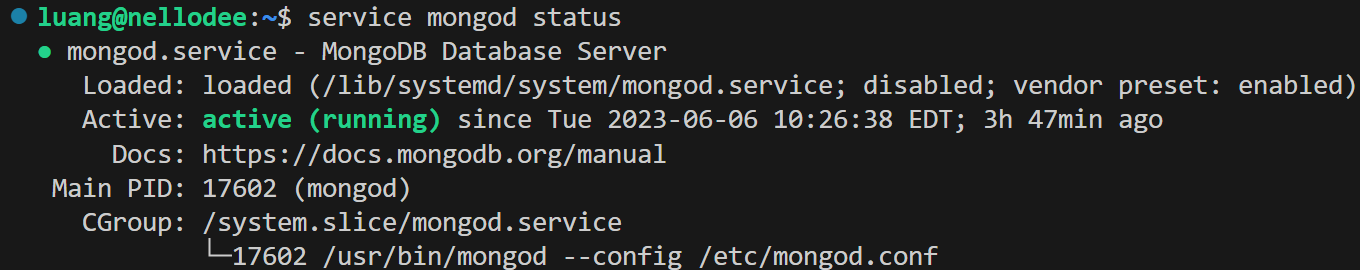 luang@nellodee:~$ service mongod status
● mongod.service - MongoDB Database Server
Loaded: loaded (/lib/systemd/system/mongod.service; disabled; vendor preset: enabled)
Active: active (running) since Tue 2023-06-06 10:26:38 EDT; 3h 47min ago
Docs: https://docs.mongodb.org/manual
Main PID: 17602 (mongod)
CGroup: /system.slice/mongod.service
└─17602 /usr/bin/mongod --config /etc/mongod.conf